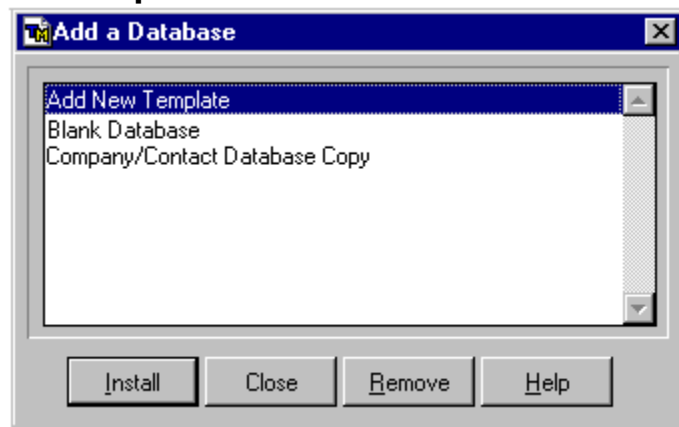 Add a Database
Add New Template
Blank Database
Company/Contact Database Copy
Install
Close
Remove
Help